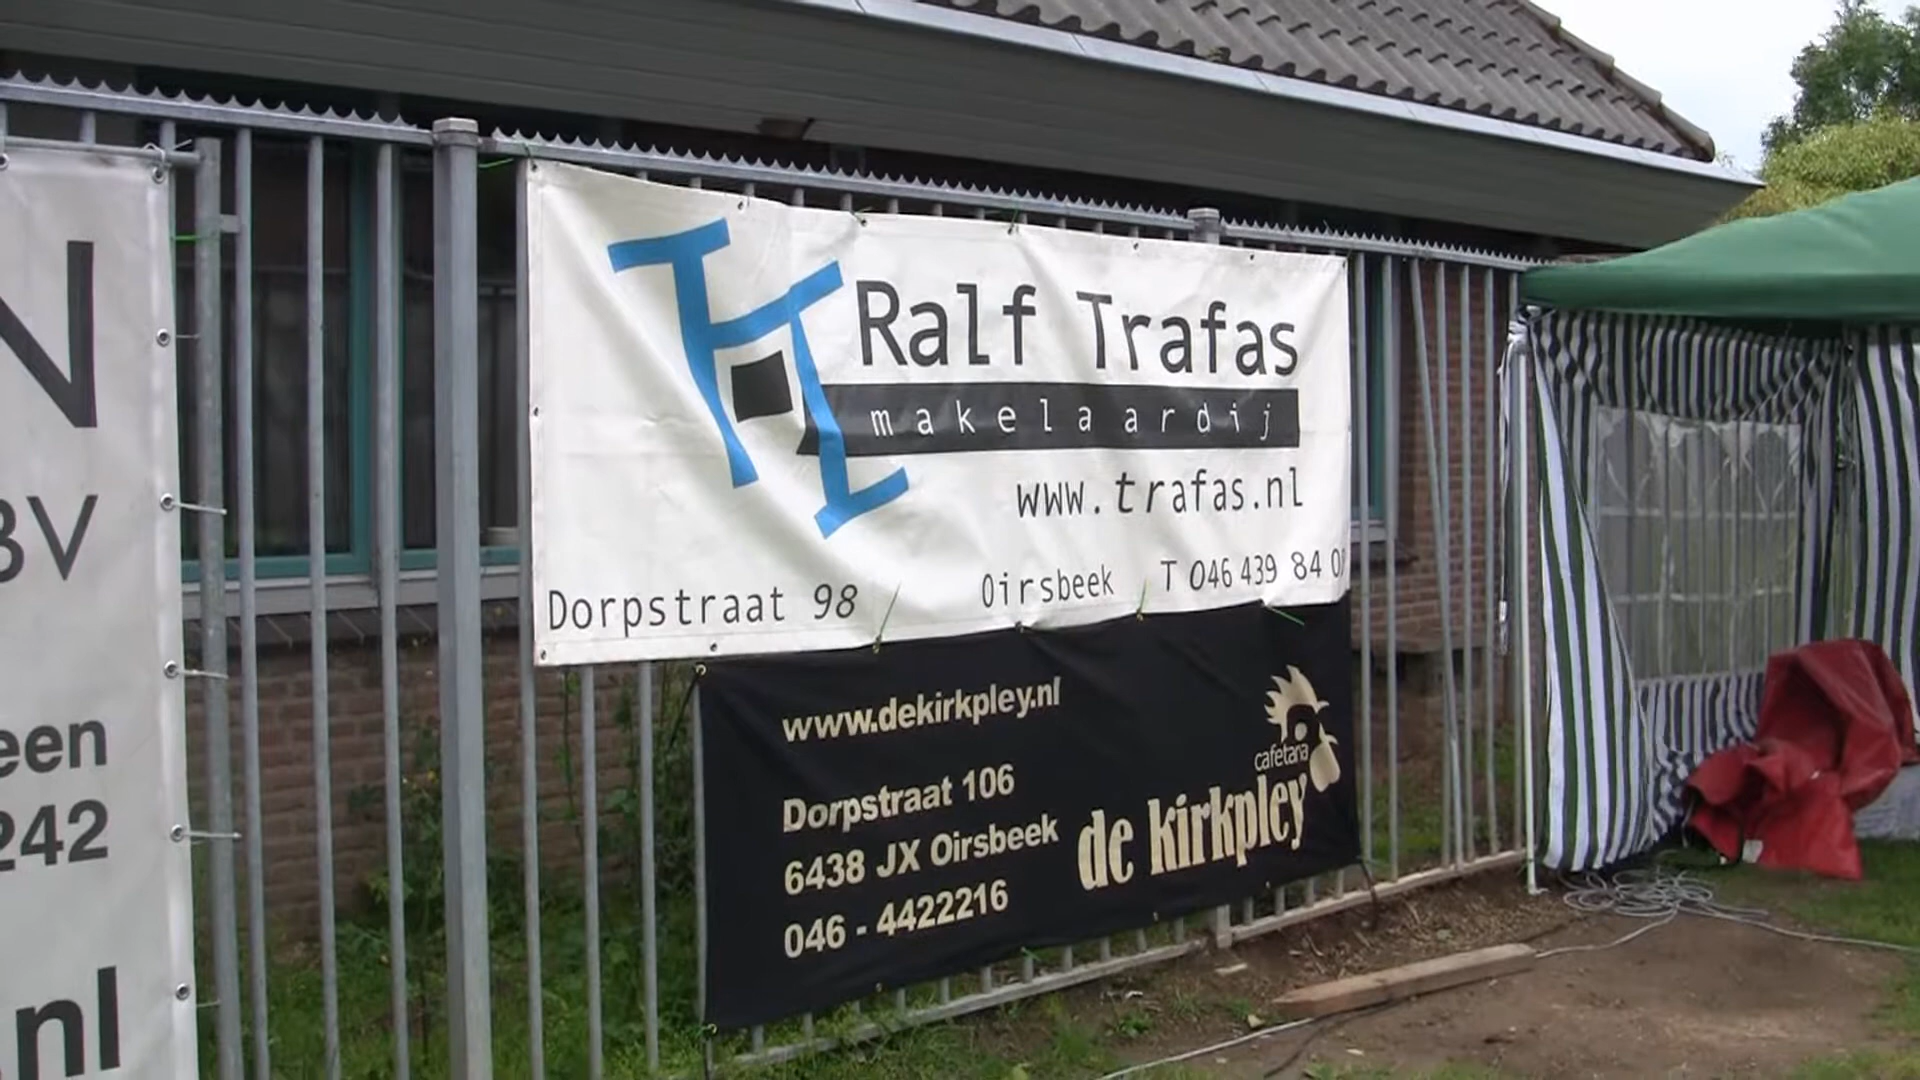 N
BV
een
242
.nl
Ralf Trafas
makelaardij
www.trafas.nl
Dorpstraat 98 Oirsbeek T 046 439 84 0
www.dekirkpley.nl
Dorpstraat 106
6438 JX Oirsbeek
046 - 4422216
cafetaria
de kirkpley